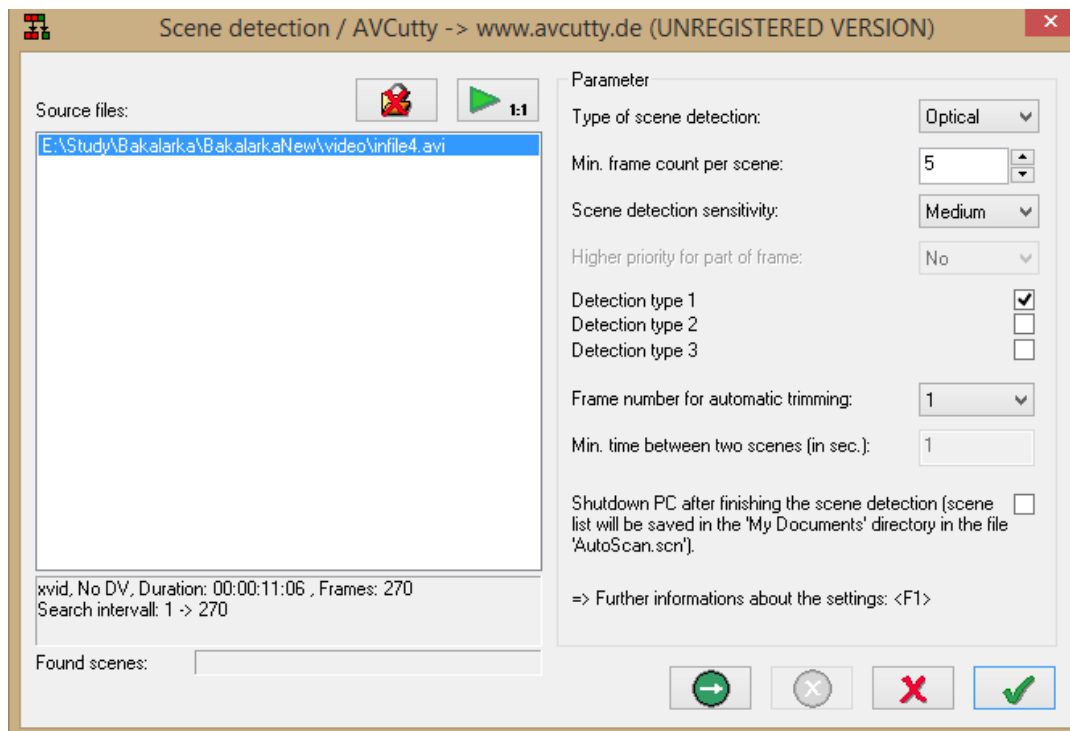 Scene detection / AVCutty -> www.avcutty.de (UNREGISTERED VERSION)
Source files:
1:1
E:\Study\Bakalarka\BakalarkaNew\video\infile4.avi
xvid, No DV, Duration: 00:00:11:06 , Frames: 270
Search intervall: 1 -> 270
Found scenes:
Parameter
Type of scene detection: Optical
Min. frame count per scene: 5
Scene detection sensitivity: Medium
Higher priority for part of frame: No
Detection type 1
Detection type 2
Detection type 3
Frame number for automatic trimming: 1
Min. time between two scenes (in sec.): 1
Shutdown PC after finishing the scene detection (scene
list will be saved in the 'My Documents' directory in the file
'AutoScan.scn').
=> Further informations about the settings: <F1>